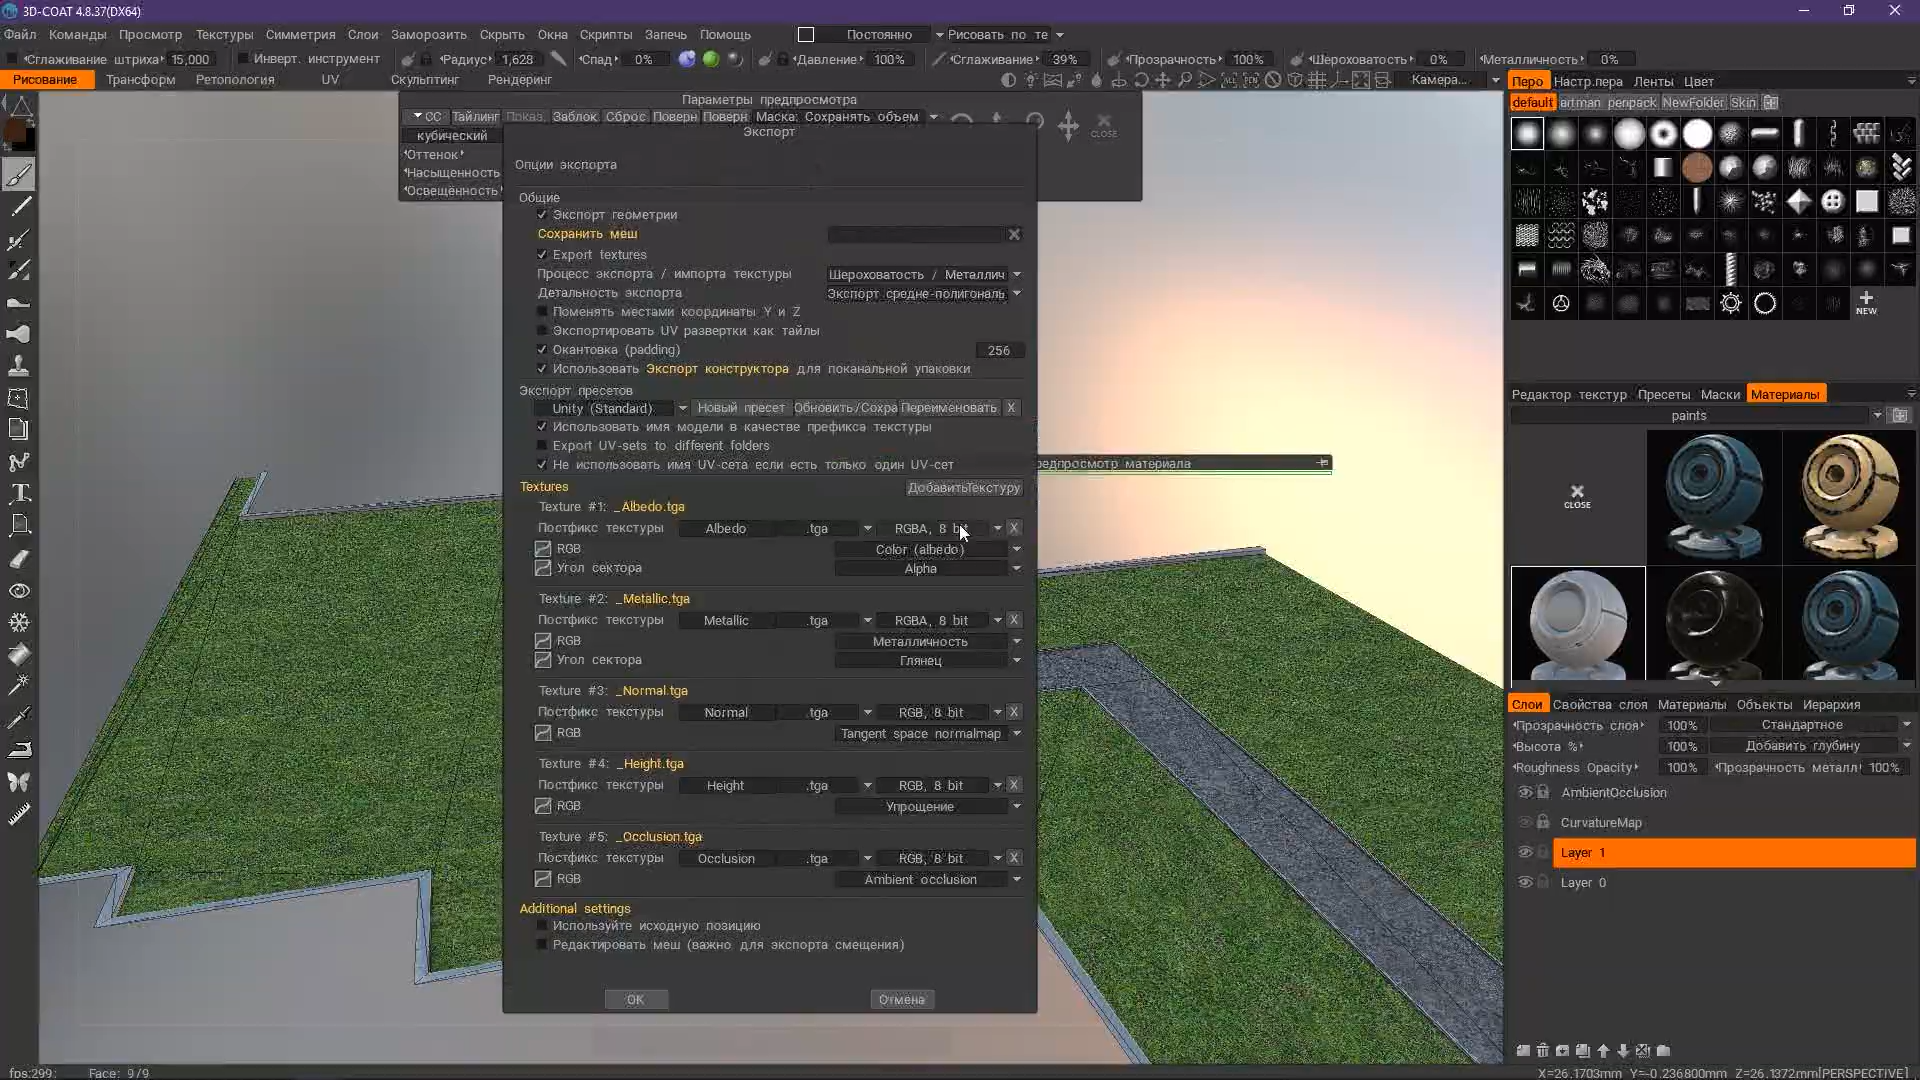 3D-COAT 4.8.37(DX64)
Файл Команды Просмотр Текстуры Симметрия Слои Заморозить Скрыть Окна Скрипты Запечь Помощь Постоянно Рисовать по те
Сглаживание штриха 15,000 Инверт. инструмент Радиус 1,628 Спад 0% Давление 100% Сглаживание 39% Прозрачность 100% Шероховатость 0% Металличность 0%
Рисование Трансформ Ретопология UV Скульптинг Рендеринг Камера...
Параметры предпросмотра
СС Тайлинг Показ. Заблок Сброс Поверн Поверн Маска: Сохранять объем
CLOSE
кубический
Оттенок
Насыщенность
Освещённость
Экспорт
Опции экспорта
Общие
Экспорт геометрии
Сохранить меш
Export textures
Процесс экспорта / импорта текстуры Шероховатость / Металлич
Детальность экспорта Экспорт средне-полигональ
Поменять местами координаты Y и Z
Экспортировать UV развертки как тайлы
Окантовка (padding) 256
Использовать Экспорт конструктора для поканальной упаковки
Экспорт пресетов
Unity (Standard) Новый пресет Обновить/Сохра Переименовать X
Использовать имя модели в качестве префикса текстуры
Export UV-sets to different folders
Не использовать имя UV-сета если есть только один UV-сет
Textures ДобавитьТекстуру
Texture #1: _Albedo.tga
Постфикс текстуры Albedo .tga RGBA, 8 bit X
RGB Color (albedo)
Угол сектора Alpha
Texture #2: _Metallic.tga
Постфикс текстуры Metallic .tga RGBA, 8 bit X
RGB Металличность
Угол сектора Глянец
Texture #3: _Normal.tga
Постфикс текстуры Normal .tga RGB, 8 bit X
RGB Tangent space normalmap
Texture #4: _Height.tga
Постфикс текстуры Height .tga RGB, 8 bit X
RGB Упрощение
Texture #5: _Occlusion.tga
Постфикс текстуры Occlusion .tga RGB, 8 bit X
RGB Ambient occlusion
Additional settings
Используйте исходную позицию
Редактировать меш (важно для экспорта смещения)
OK Отмена
редпросмотр материала
Перо Настр.пера Ленты Цвет
default artman penpack NewFolder Skin
NEW
Редактор текстур Пресеты Маски Материалы
paints
CLOSE
Слои Свойства слоя Материалы Объекты Иерархия
Прозрачность слоя 100% Стандартное
Высота % 100% Добавить глубину
Roughness Opacity 100% Прозрачность металл 100%
AmbientOcclusion
CurvatureMap
Layer 1
Layer 0
fps:299: Face: 9/9 X=26.1703mm Y=-0.236800mm Z=26.1372mm[PERSPECTIVE]